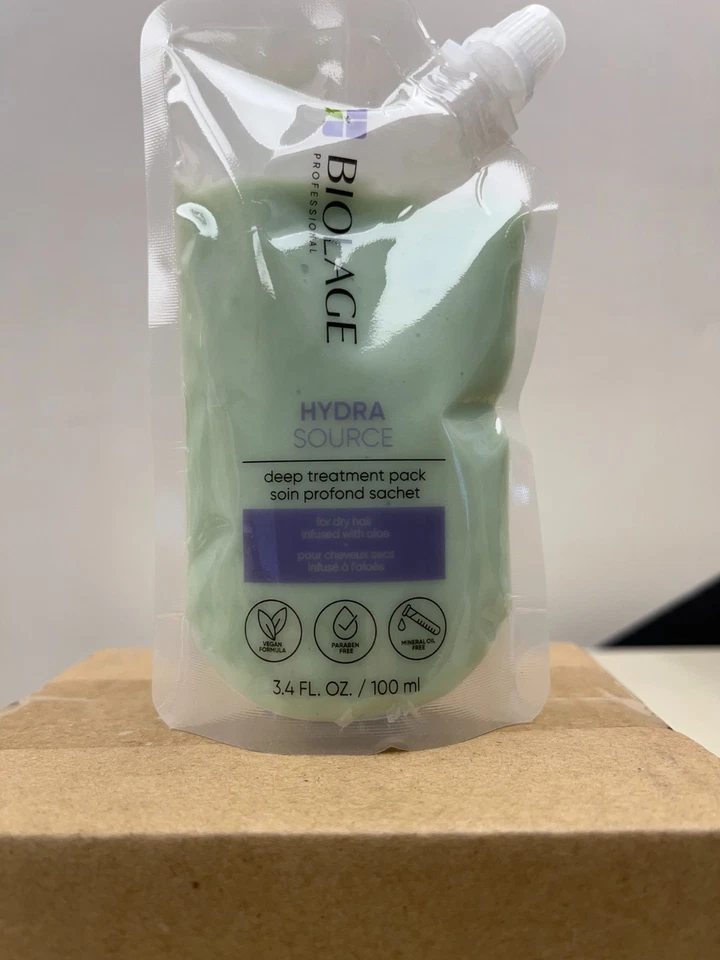 BIOLAGE
PROFESSIONAL
HYDRA
SOURCE
deep treatment pack
soin profond sachet
for dry hair
infused with aloe
pour cheveux secs
infusé à l'aloès
VEGAN
FORMULA
PARABEN
FREE
MINERAL OIL
FREE
3.4 FL. OZ. / 100 ml